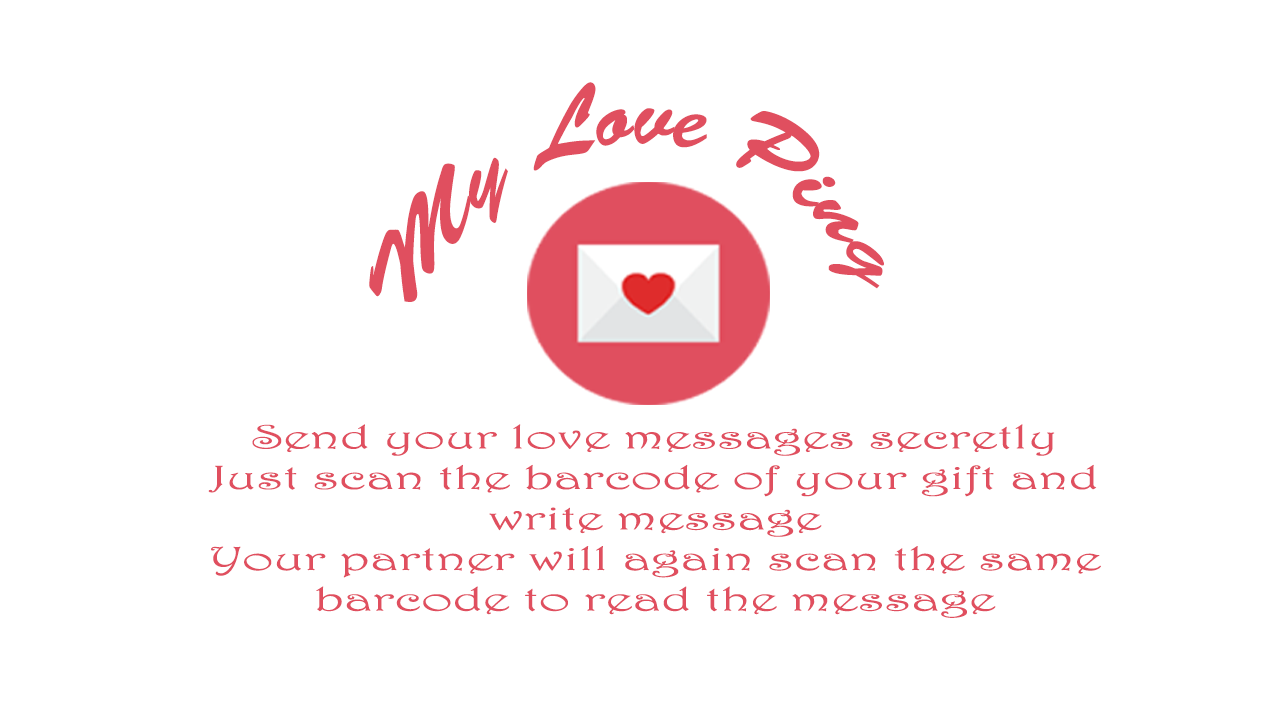 My Love Ping
Send your love messages secretly
Just scan the barcode of your gift and
write message
Your partner will again scan the same
barcode to read the message